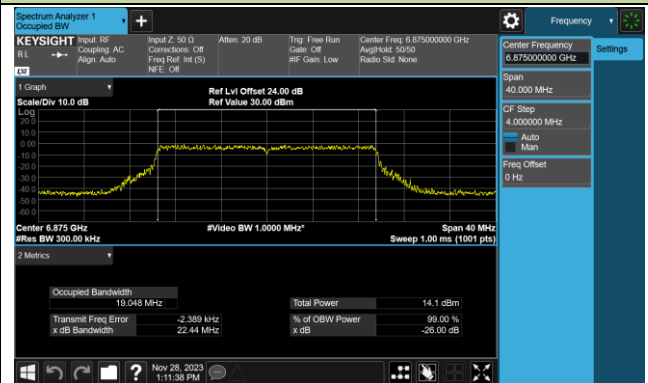 Spectrum Analyzer 1
Occupied BW
+
Frequency
KEYSIGHT
RL
LXI
Input: RF
Coupling: AC
Align: Auto
Input Z: 50 Ω
Corrections: Off
Freq Ref: Int (S)
NFE: Off
Atten: 20 dB
Trig: Free Run
Gate: Off
#IF Gain: Low
Center Freq: 6.875000000 GHz
Avg|Hold: 50/50
Radio Std: None
Center Frequency
6.875000000 GHz
Settings
Span
40.000 MHz
CF Step
4.000000 MHz
Auto
Man
Freq Offset
0 Hz
1 Graph
Scale/Div 10.0 dB
Ref Lvl Offset 24.00 dB
Ref Value 30.00 dBm
Log
20.0
10.0
0.00
-10.0
-20.0
-30.0
-40.0
-50.0
-60.0
Center 6.875 GHz
#Video BW 1.0000 MHz*
Span 40 MHz
#Res BW 300.00 kHz
Sweep 1.00 ms (1001 pts)
2 Metrics
Occupied Bandwidth
19.048 MHz
Total Power 14.1 dBm
Transmit Freq Error -2.389 kHz
% of OBW Power 99.00 %
x dB Bandwidth 22.44 MHz
x dB -26.00 dB
?
Nov 28, 2023
1:11:38 PM